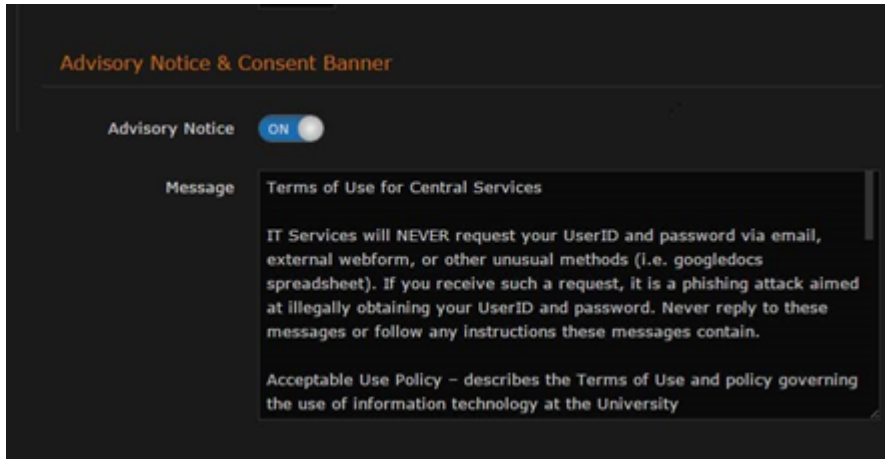 Advisory Notice & Consent Banner
Advisory Notice
ON
Message
Terms of Use for Central Services
IT Services will NEVER request your UserID and password via email,
external webform, or other unusual methods (i.e. googledocs
spreadsheet). If you receive such a request, it is a phishing attack aimed
at illegally obtaining your UserID and password. Never reply to these
messages or follow any instructions these messages contain.
Acceptable Use Policy – describes the Terms of Use and policy governing
the use of information technology at the University